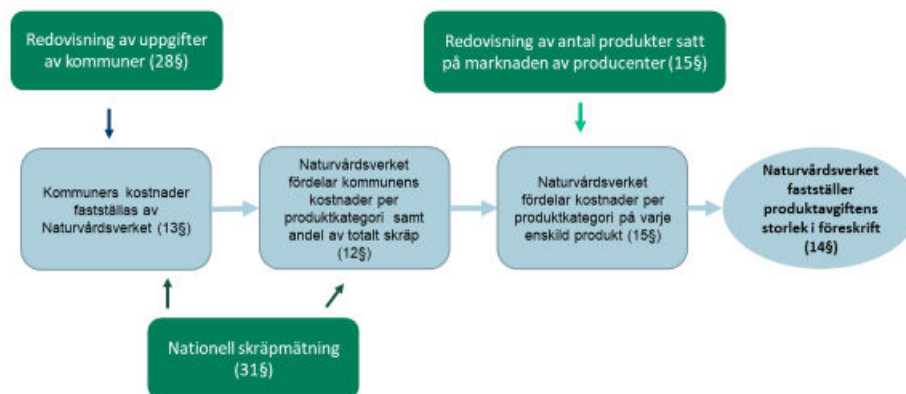 Redovisning av uppgifter
av kommuner (28§)
Redovisning av antal produkter satt
på marknaden av producenter (15§)
Kommuners kostnader
fastställas av
Naturvårdsverket (13§)
Naturvårdsverket
fördelar kommunens
kostnader per
produktkategori samt
andel av totalt skräp
(12§)
Naturvårdsverket
fördelar kostnader per
produktkategori på varje
enskild produkt (15§)
Naturvårdsverket
fastställer
produktavgiftens
storlek i föreskrift
(14§)
Nationell skräpmätning
(31§)